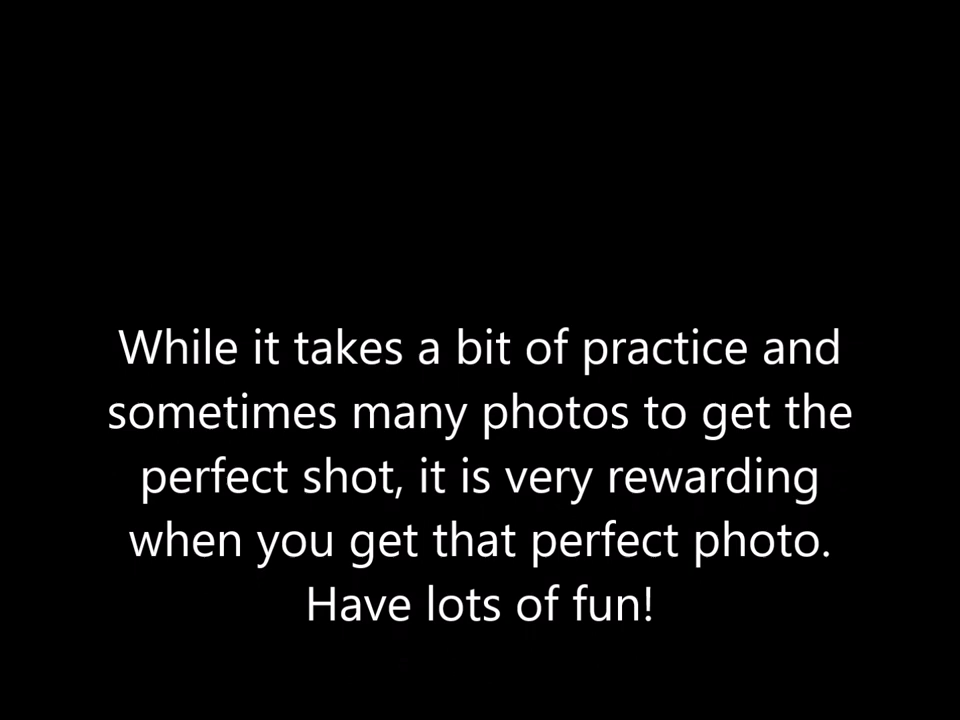 While it takes a bit of practice and
sometimes many photos to get the
perfect shot, it is very rewarding
when you get that perfect photo.
Have lots of fun!